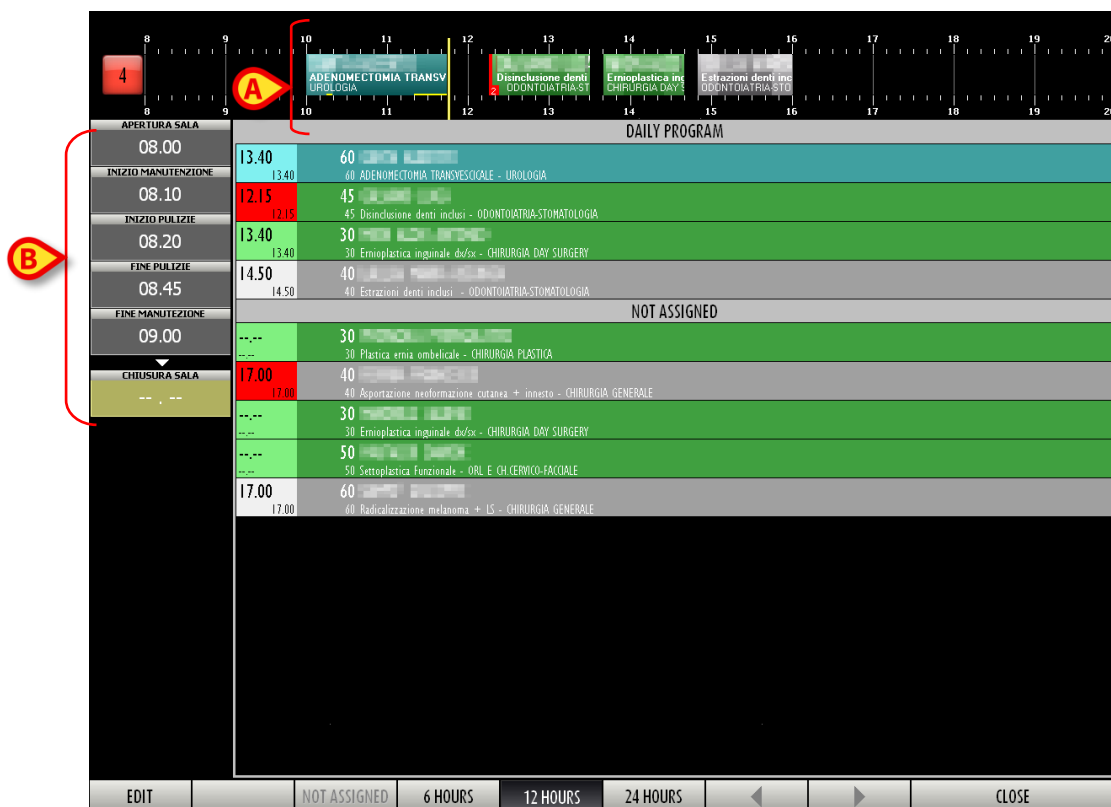 8 9 10 11 12 13 14 15 16 17 18 19 20
4
A
ADENOMECTOMIA TRANSV
UROLOGIA
2
Disinclusione denti
ODONTOIATRIA-ST
Ernioplastica ing
CHIRURGIA DAY S
Estrazioni denti inc
ODONTOIATRIA-STO
8 9 10 11 12 13 14 15 16 17 18 19 20
B
APERTURA SALA
08.00
INIZIO MANUTENZIONE
08.10
INIZIO PULIZIE
08.20
FINE PULIZIE
08.45
FINE MANUTEZIONE
09.00
CHIUSURA SALA
-- . --
DAILY PROGRAM
13.40 60
13.40 60 ADENOMECTOMIA TRANSVESCICALE - UROLOGIA
12.15 45
12.15 45 Disinclusione denti inclusi - ODONTOIATRIA-STOMATOLOGIA
13.40 30
13.40 30 Ernioplastica inguinale dx/sx - CHIRURGIA DAY SURGERY
14.50 40
14.50 40 Estrazioni denti inclusi - ODONTOIATRIA-STOMATOLOGIA
NOT ASSIGNED
--.-- 30
--.-- 30 Plastica ernia ombelicale - CHIRURGIA PLASTICA
17.00 40
17.00 40 Asportazione neoformazione cutanea + innesto - CHIRURGIA GENERALE
--.-- 30
--.-- 30 Ernioplastica inguinale dx/sx - CHIRURGIA DAY SURGERY
--.-- 50
--.-- 50 Settoplastica Funzionale - ORL E CH.CERVICO-FACCIALE
17.00 60
17.00 60 Radicalizzazione melanoma + LS - CHIRURGIA GENERALE
EDIT NOT ASSIGNED 6 HOURS 12 HOURS 24 HOURS CLOSE